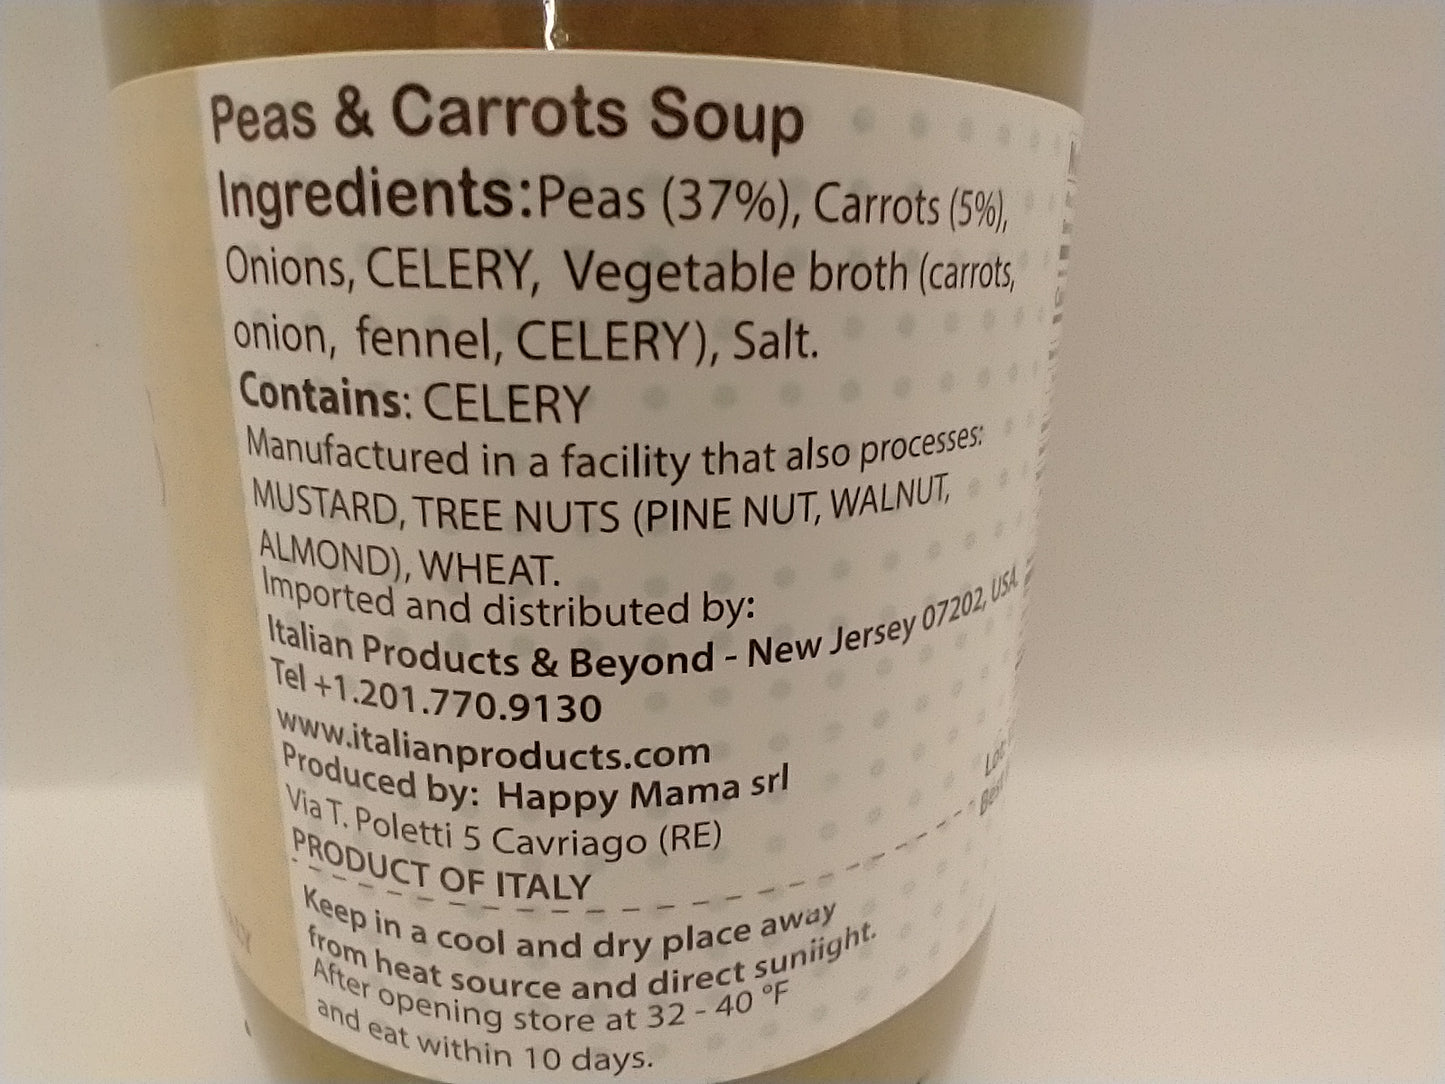 Peas & Carrots Soup
Ingredients:Peas (37%), Carrots (5%),
Onions, CELERY, Vegetable broth (carrots,
onion, fennel, CELERY), Salt.
Contains: CELERY
Manufactured in a facility that also processes:
MUSTARD, TREE NUTS (PINE NUT, WALNUT,
ALMOND), WHEAT.
Imported and distributed by:
Italian Products & Beyond - New Jersey 07202, USA
Tel +1.201.770.9130
www.italianproducts.com
Produced by: Happy Mama srl
Via T. Poletti 5 Cavriago (RE)
PRODUCT OF ITALY
Keep in a cool and dry place away
from heat source and direct suniight.
After opening store at 32 - 40 °F
and eat within 10 days.